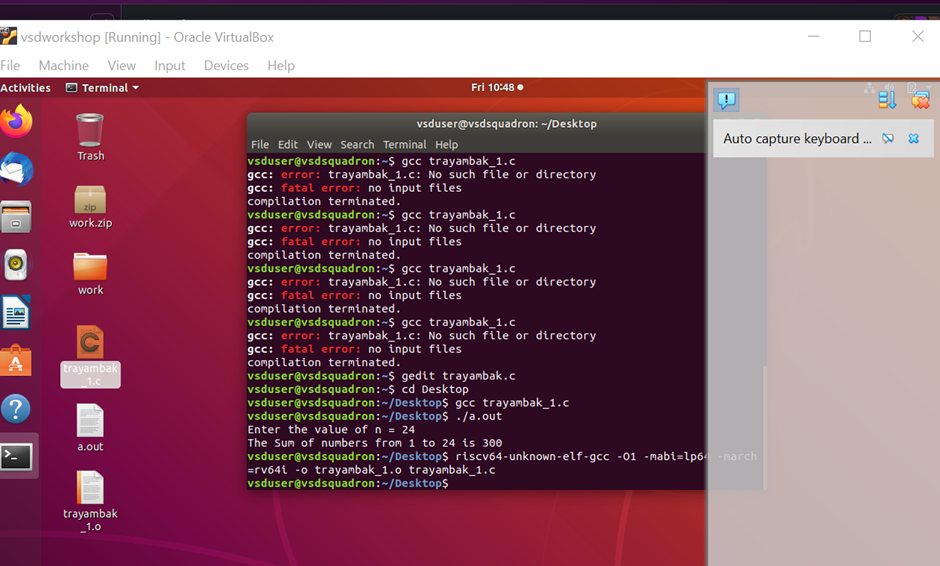 vsdworkshop [Running] - Oracle VirtualBox
File Machine View Input Devices Help
Activities Terminal Fri 10:48
Trash
zip
work.zip
work
C
trayambak
_1.c
a.out
trayambak
_1.o
vsduser@vsdsquadron: ~/Desktop
File Edit View Search Terminal Help
vsduser@vsdsquadron:~$ gcc trayambak_1.c
gcc: error: trayambak_1.c: No such file or directory
gcc: fatal error: no input files
compilation terminated.
vsduser@vsdsquadron:~$ gcc trayambak_1.c
gcc: error: trayambak_1.c: No such file or directory
gcc: fatal error: no input files
compilation terminated.
vsduser@vsdsquadron:~$ gcc trayambak_1.c
gcc: error: trayambak_1.c: No such file or directory
gcc: fatal error: no input files
compilation terminated.
vsduser@vsdsquadron:~$ gcc trayambak_1.c
gcc: error: trayambak_1.c: No such file or directory
gcc: fatal error: no input files
compilation terminated.
vsduser@vsdsquadron:~$ gedit trayambak.c
vsduser@vsdsquadron:~$ cd Desktop
vsduser@vsdsquadron:~/Desktop$ gcc trayambak_1.c
vsduser@vsdsquadron:~/Desktop$ ./a.out
Enter the value of n = 24
The Sum of numbers from 1 to 24 is 300
vsduser@vsdsquadron:~/Desktop$ riscv64-unknown-elf-gcc -O1 -mabi=lp64 -march
=rv64i -o trayambak_1.o trayambak_1.c
vsduser@vsdsquadron:~/Desktop$
Auto capture keyboard ...